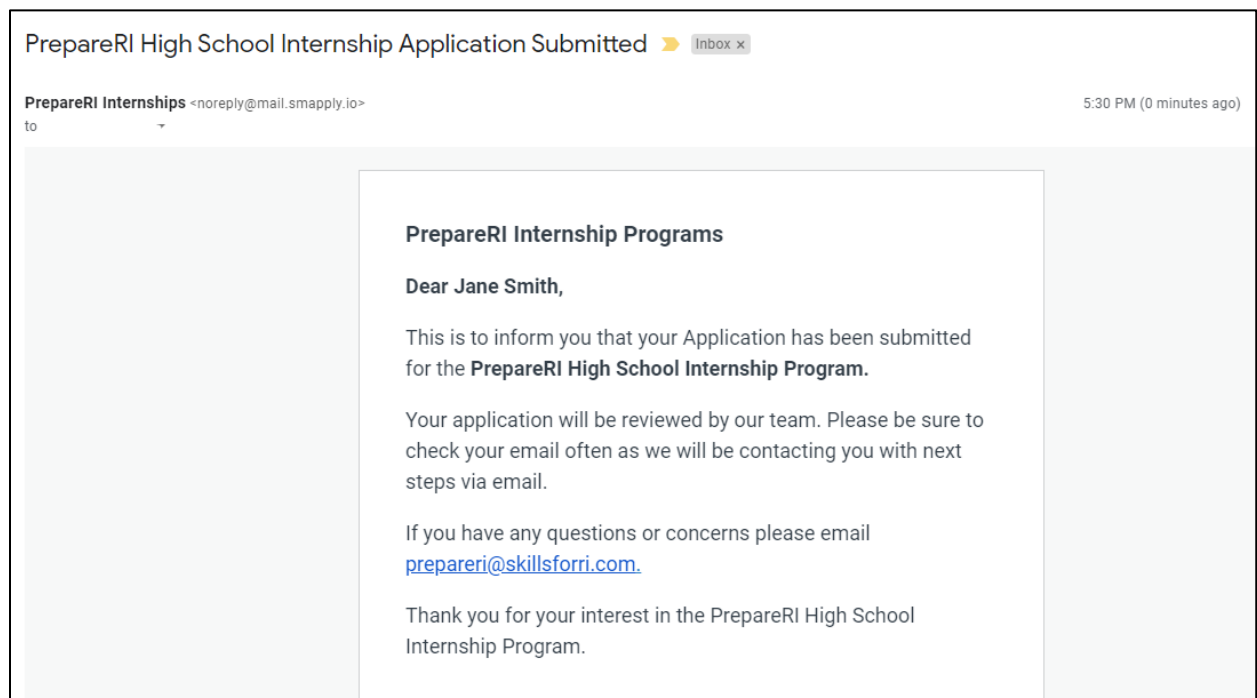 PrepareRI High School Internship Application Submitted Inbox x
PrepareRI Internships <noreply@mail.smapply.io> 5:30 PM (0 minutes ago)
to
PrepareRI Internship Programs
Dear Jane Smith,
This is to inform you that your Application has been submitted
for the PrepareRI High School Internship Program.
Your application will be reviewed by our team. Please be sure to
check your email often as we will be contacting you with next
steps via email.
If you have any questions or concerns please email
prepareri@skillsforri.com.
Thank you for your interest in the PrepareRI High School
Internship Program.